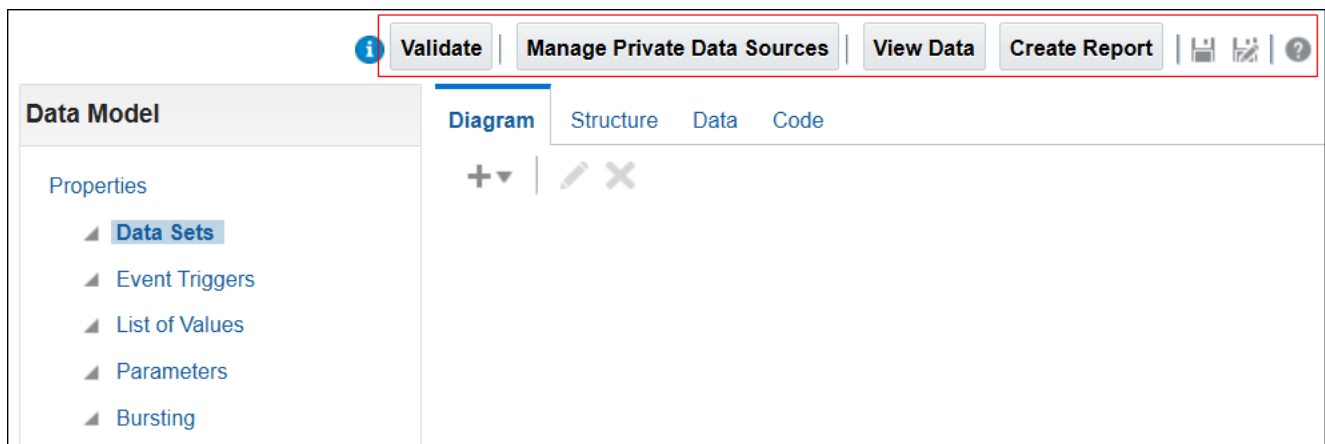 i Validate Manage Private Data Sources View Data Create Report ?
Data Model
Diagram Structure Data Code
Properties
Data Sets
Event Triggers
List of Values
Parameters
Bursting